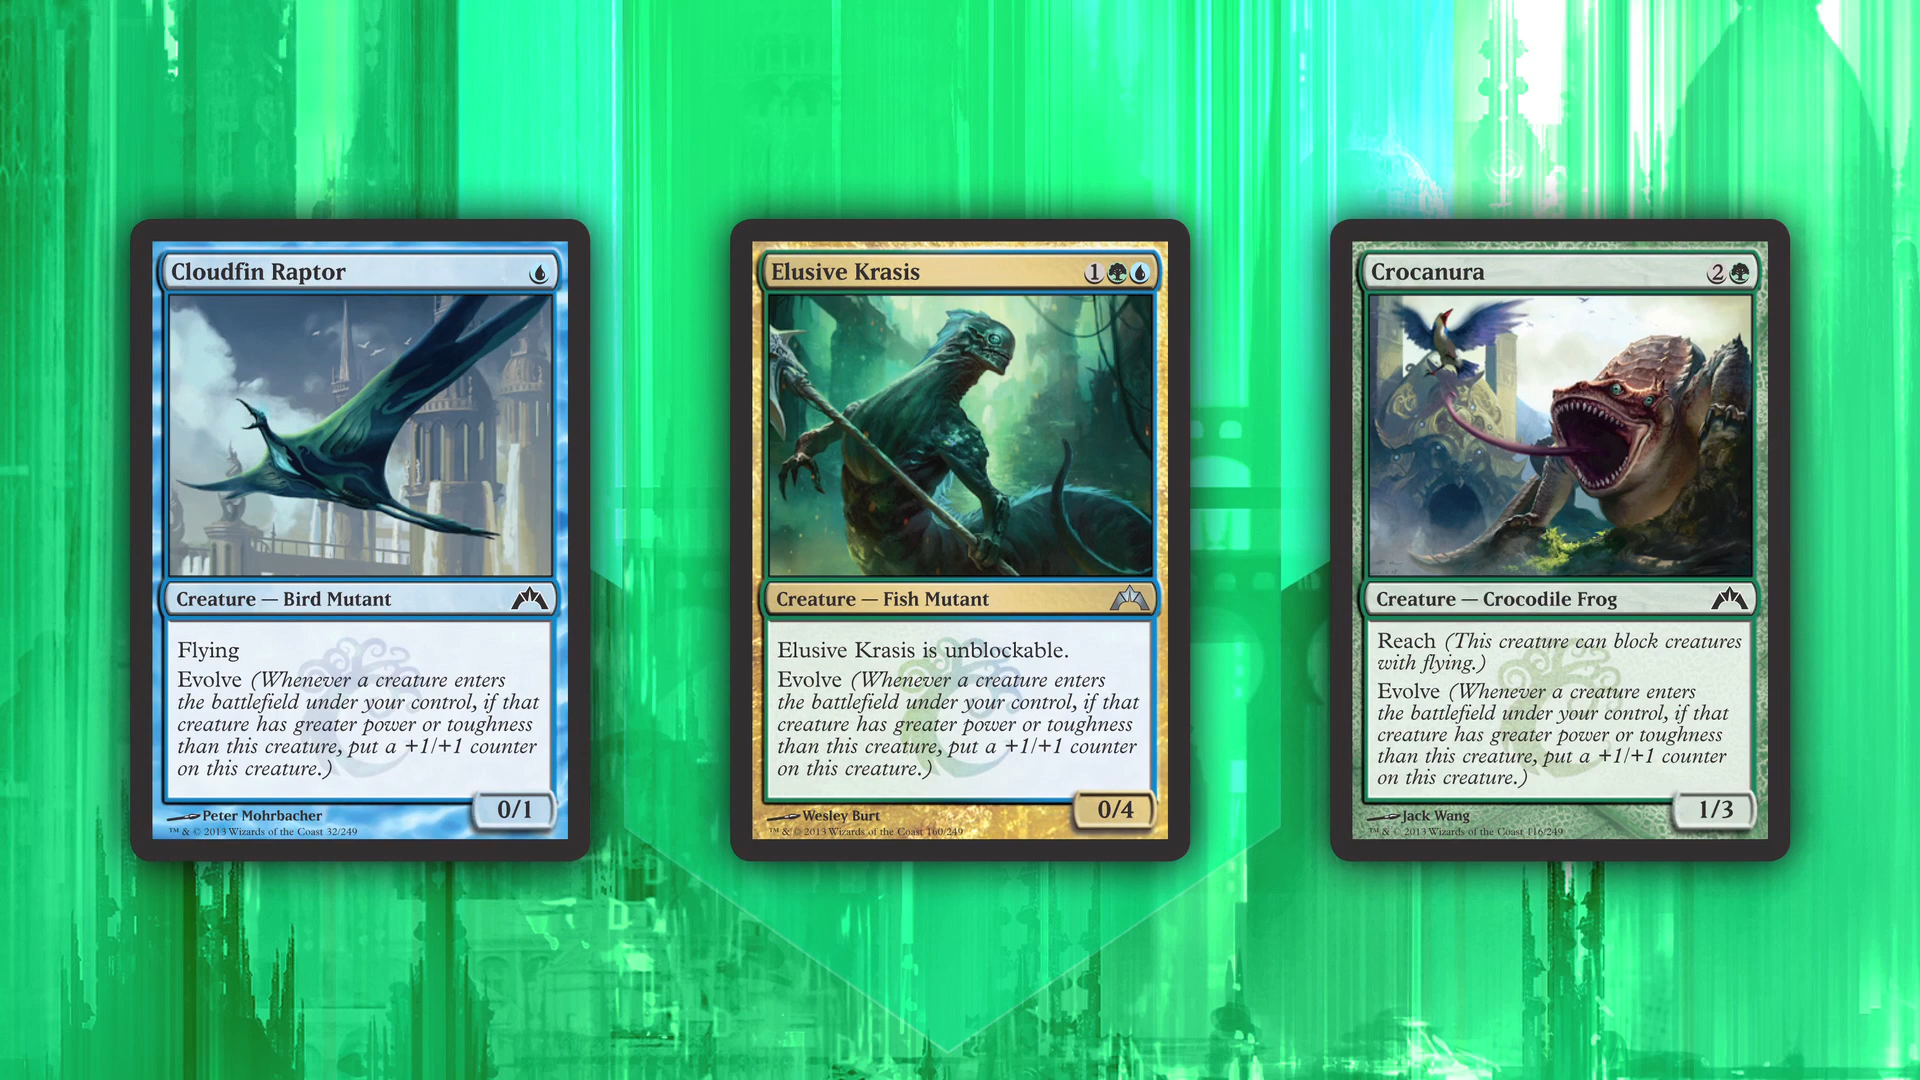 Cloudfin Raptor
Creature — Bird Mutant
Flying
Evolve (Whenever a creature enters
the battlefield under your control, if that
creature has greater power or toughness
than this creature, put a +1/+1 counter
on this creature.)
0/1
Peter Mohrbacher
™ & © 2013 Wizards of the Coast 32/249
Elusive Krasis
1
Creature — Fish Mutant
Elusive Krasis is unblockable.
Evolve (Whenever a creature enters
the battlefield under your control, if that
creature has greater power or toughness
than this creature, put a +1/+1 counter
on this creature.)
0/4
Wesley Burt
™ & © 2013 Wizards of the Coast 160/249
Crocanura
2
Creature — Crocodile Frog
Reach (This creature can block creatures
with flying.)
Evolve (Whenever a creature enters
the battlefield under your control, if that
creature has greater power or toughness
than this creature, put a +1/+1 counter
on this creature.)
1/3
Jack Wang
™ & © 2013 Wizards of the Coast 116/249